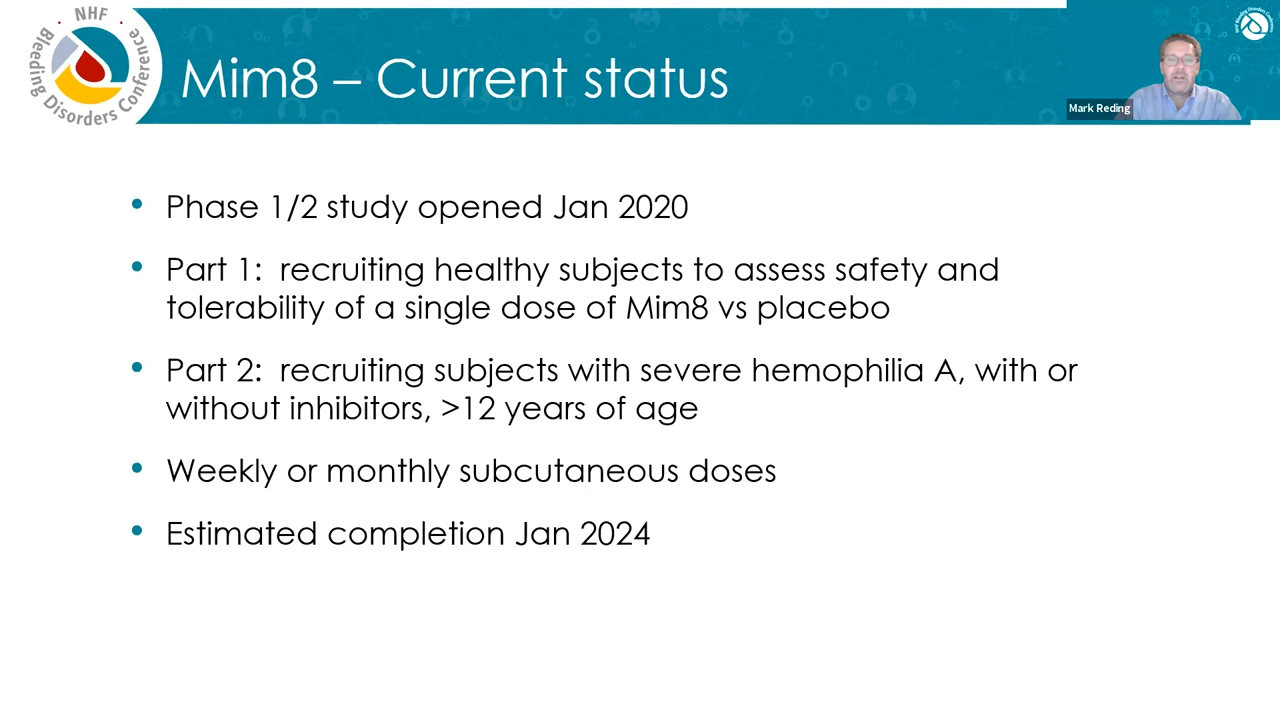 NHF
Bleeding Disorders Conference
Mim8 – Current status
Mark Reding
• Phase 1/2 study opened Jan 2020
• Part 1:  recruiting healthy subjects to assess safety and
tolerability of a single dose of Mim8 vs placebo
• Part 2:  recruiting subjects with severe hemophilia A, with or
without inhibitors, >12 years of age
• Weekly or monthly subcutaneous doses
• Estimated completion Jan 2024